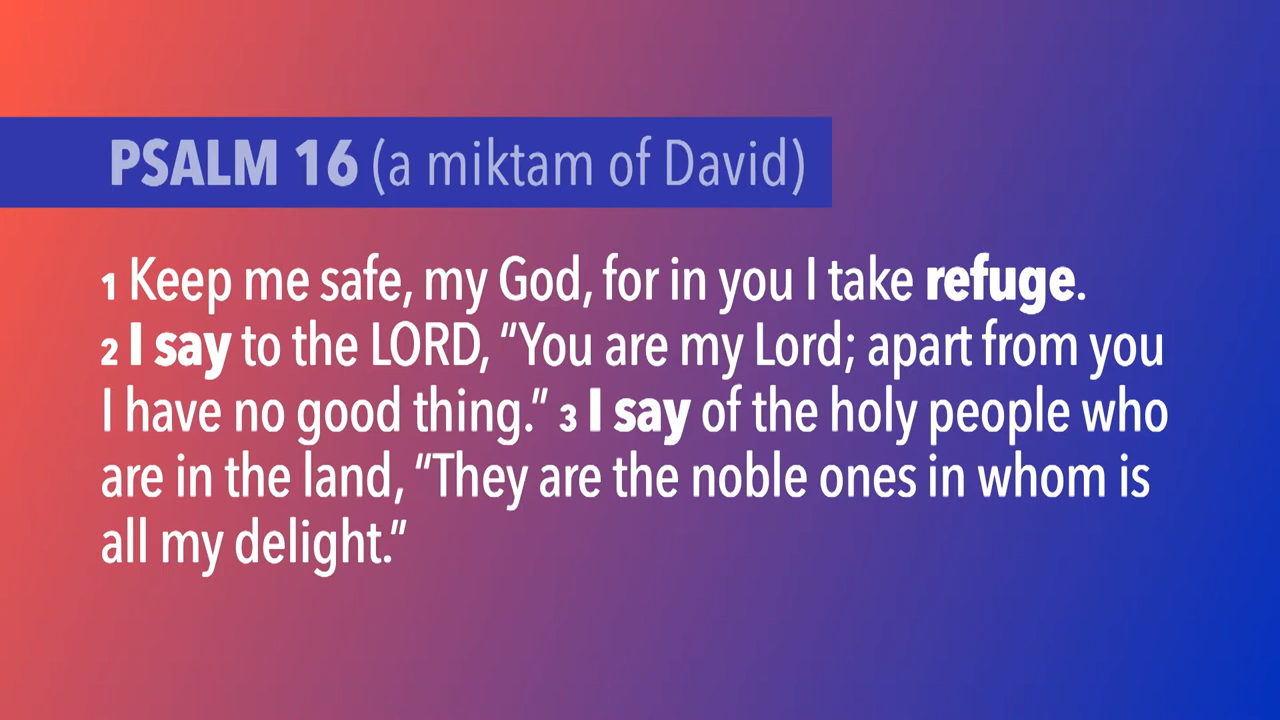 PSALM 16 (a miktam of David)
1 Keep me safe, my God, for in you I take refuge.
2 I say to the LORD, “You are my Lord; apart from you
I have no good thing.” 3 I say of the holy people who
are in the land, “They are the noble ones in whom is
all my delight.”